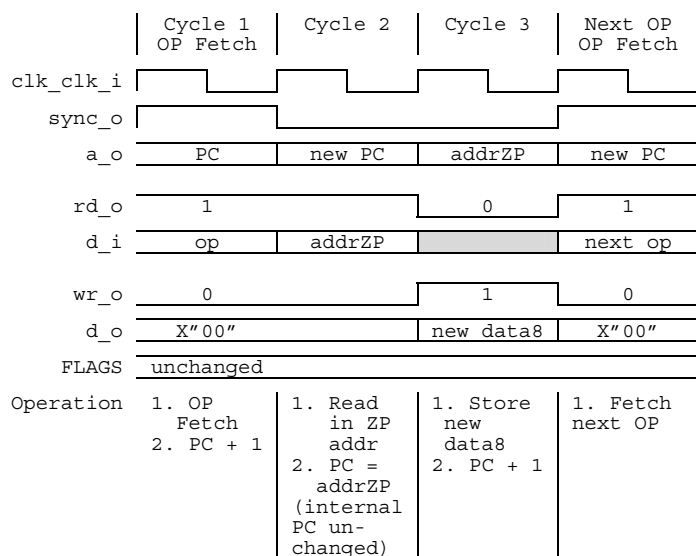 Cycle 1 Cycle 2 Cycle 3 Next OP
OP Fetch OP Fetch
clk_clk_i
sync_o
a_o PC new PC addrZP new PC
rd_o 1 0 1
d_i op addrZP next op
wr_o 0 1 0
d_o X"00" new data8 X"00"
FLAGS unchanged
Operation 1. OP 1. Read 1. Store 1. Fetch
Fetch in ZP new next OP
2. PC + 1 addr data8
2. PC = 2. PC + 1
addrZP
(internal
PC un-
changed)